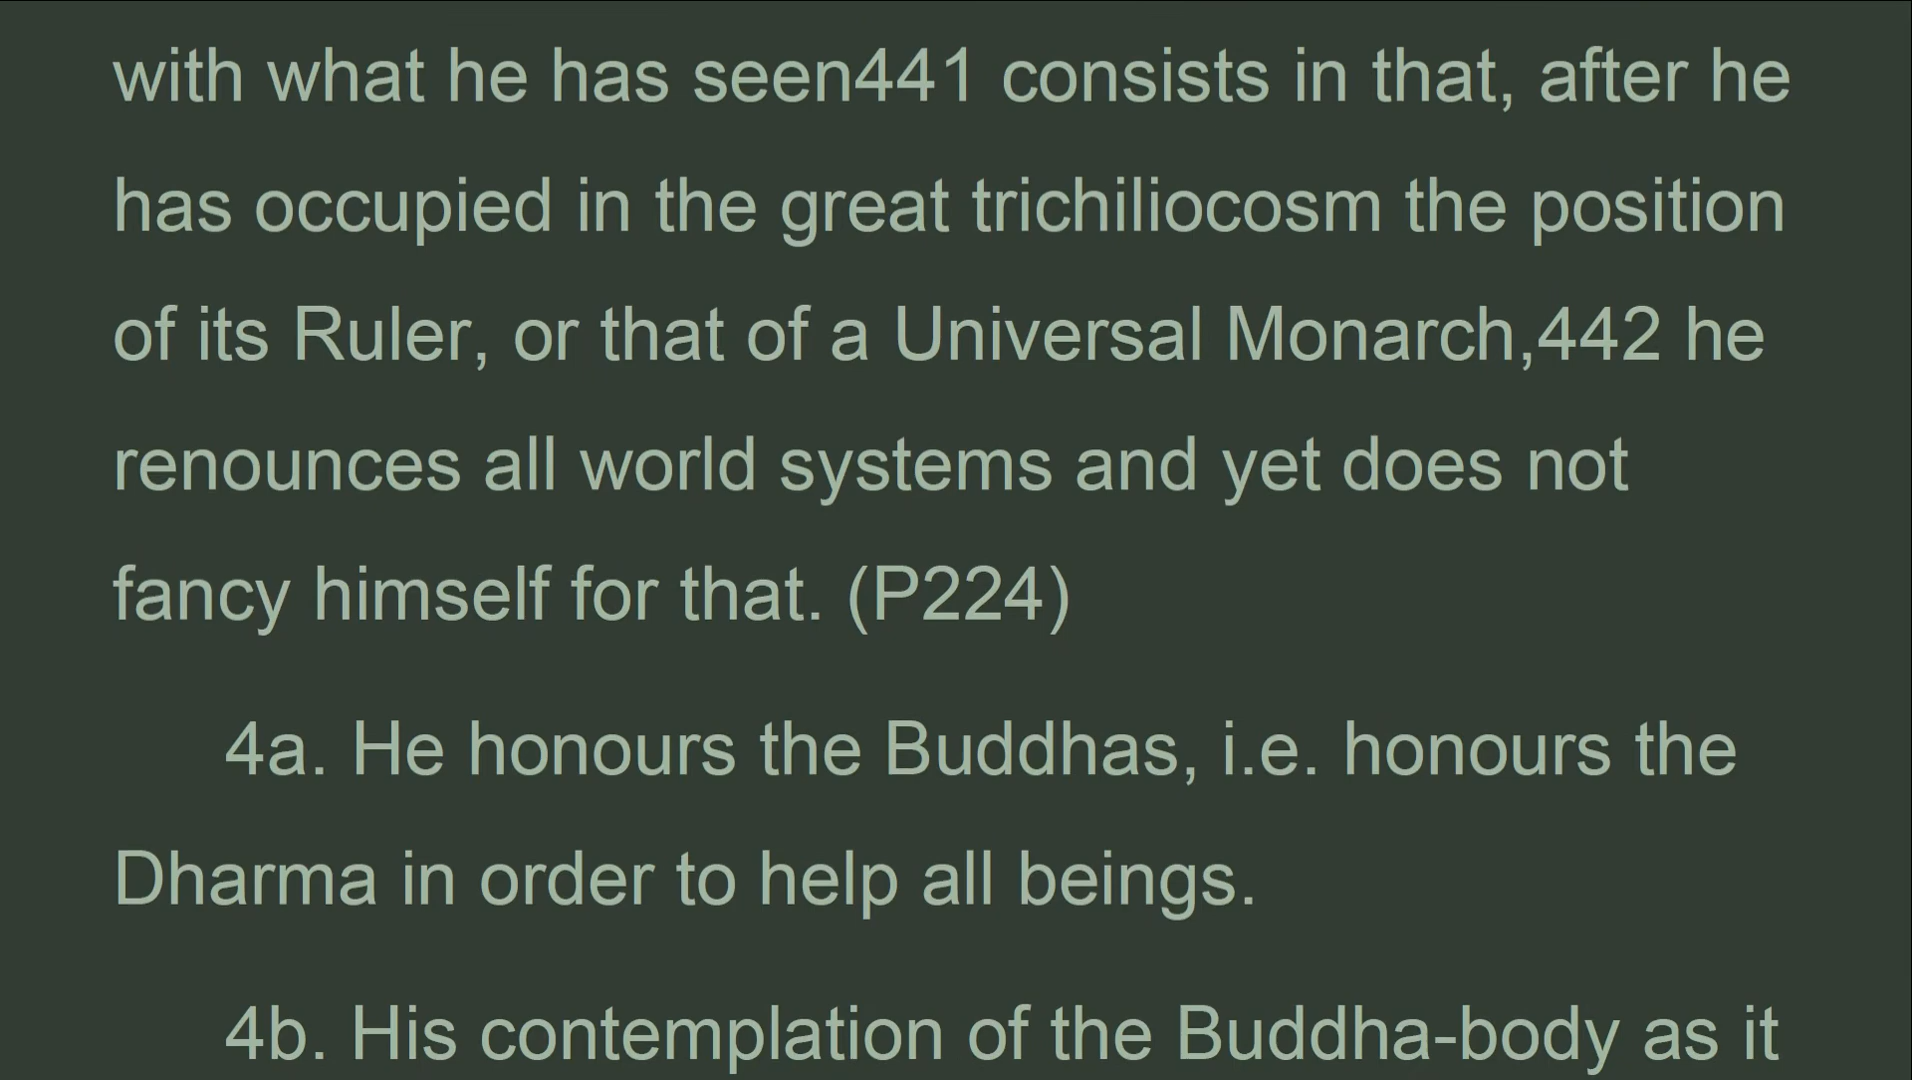 with what he has seen441 consists in that, after he
has occupied in the great trichiliocosm the position
of its Ruler, or that of a Universal Monarch,442 he
renounces all world systems and yet does not
fancy himself for that. (P224)
4a. He honours the Buddhas, i.e. honours the
Dharma in order to help all beings.
4b. His contemplation of the Buddha-body as it